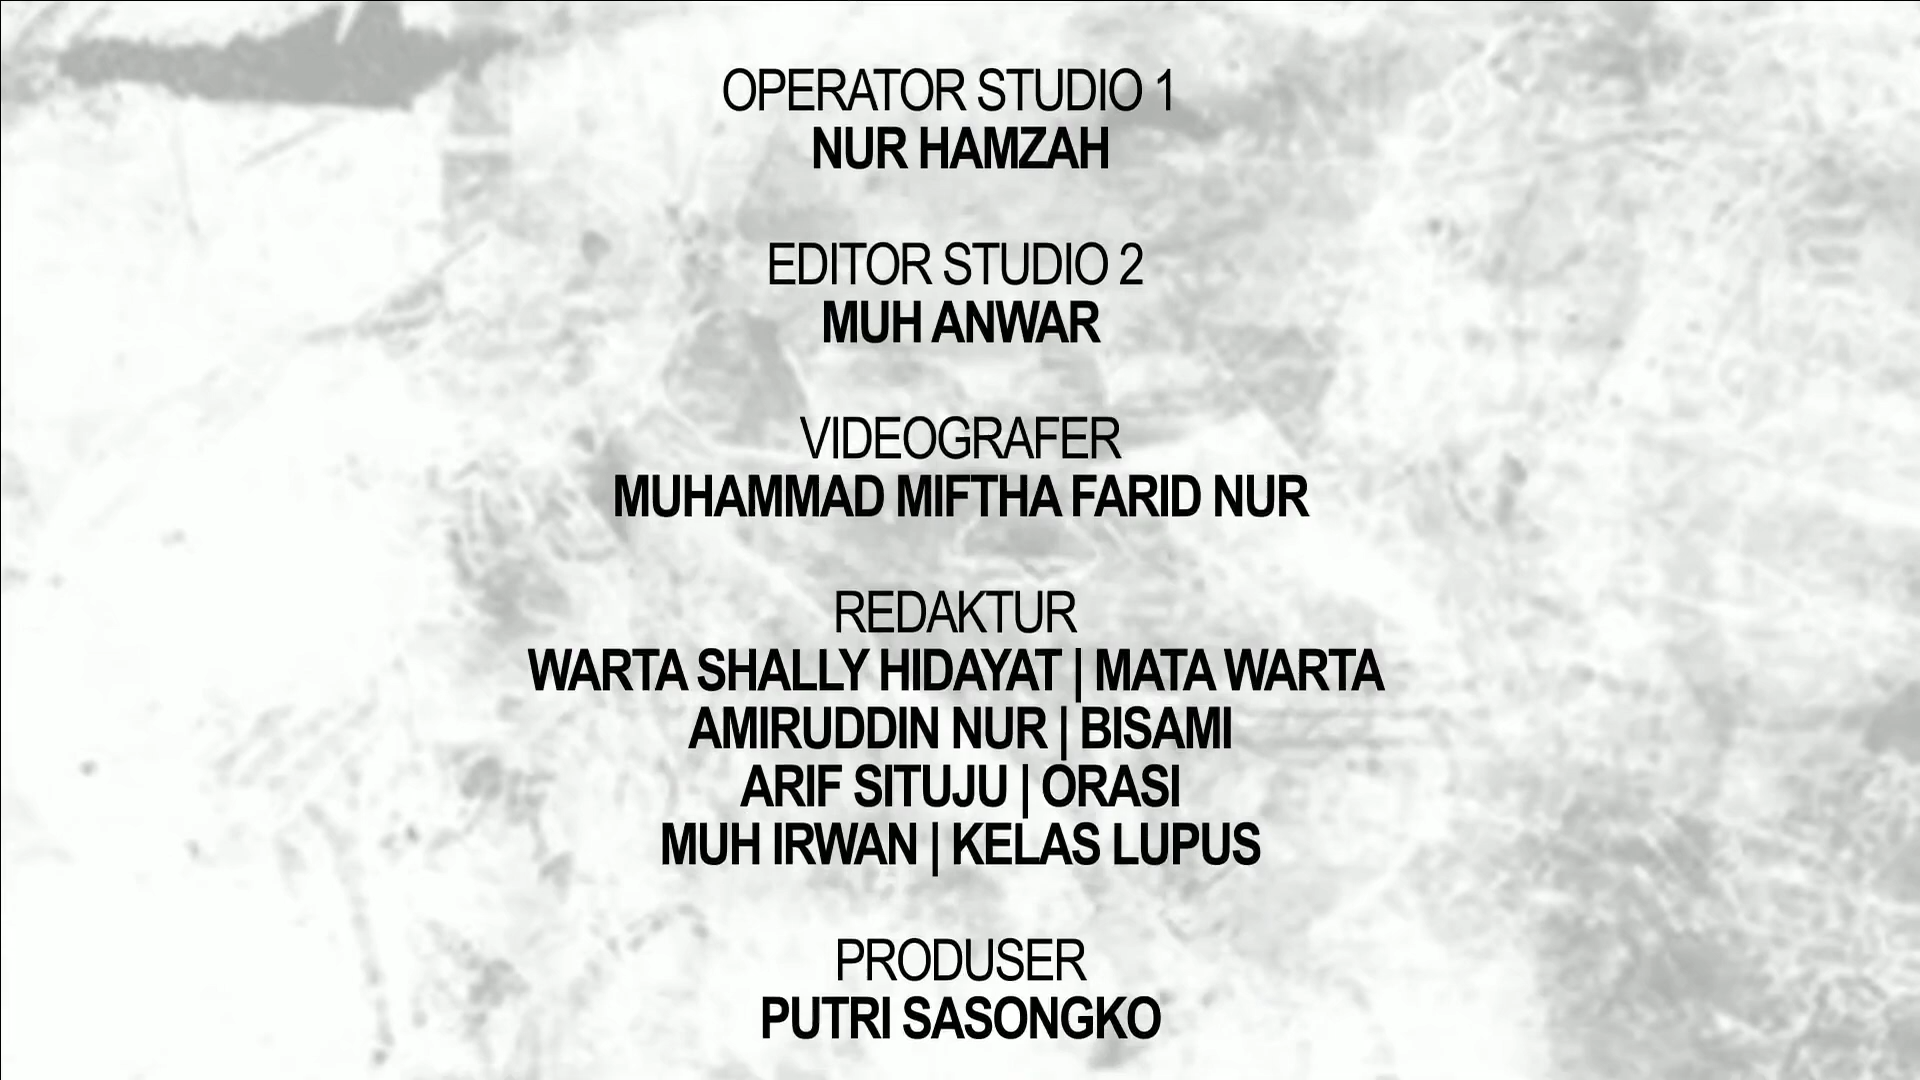 OPERATOR STUDIO 1
NUR HAMZAH
EDITOR STUDIO 2
MUH ANWAR
VIDEOGRAFER
MUHAMMAD MIFTHA FARID NUR
REDAKTUR
WARTA SHALLY HIDAYAT | MATA WARTA
AMIRUDDIN NUR | BISAMI
ARIF SITUJU | ORASI
MUH IRWAN | KELAS LUPUS
PRODUSER
PUTRI SASONGKO